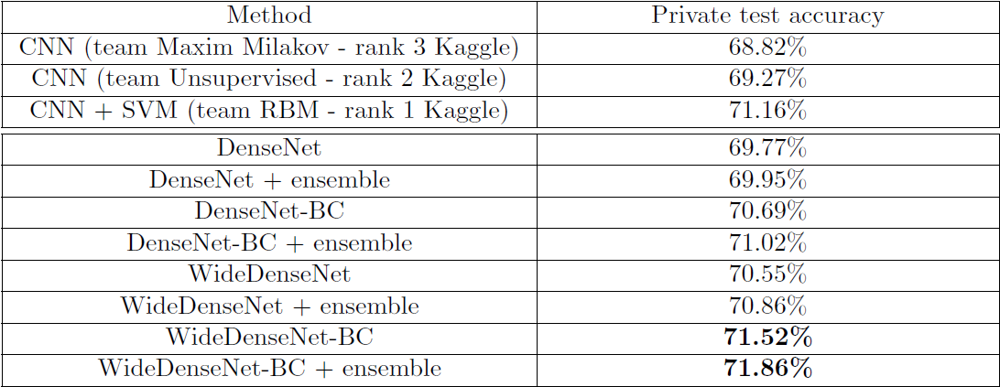 Method Private test accuracy
CNN (team Maxim Milakov - rank 3 Kaggle) 68.82%
CNN (team Unsupervised - rank 2 Kaggle) 69.27%
CNN + SVM (team RBM - rank 1 Kaggle) 71.16%
DenseNet 69.77%
DenseNet + ensemble 69.95%
DenseNet-BC 70.69%
DenseNet-BC + ensemble 71.02%
WideDenseNet 70.55%
WideDenseNet + ensemble 70.86%
WideDenseNet-BC 71.52%
WideDenseNet-BC + ensemble 71.86%